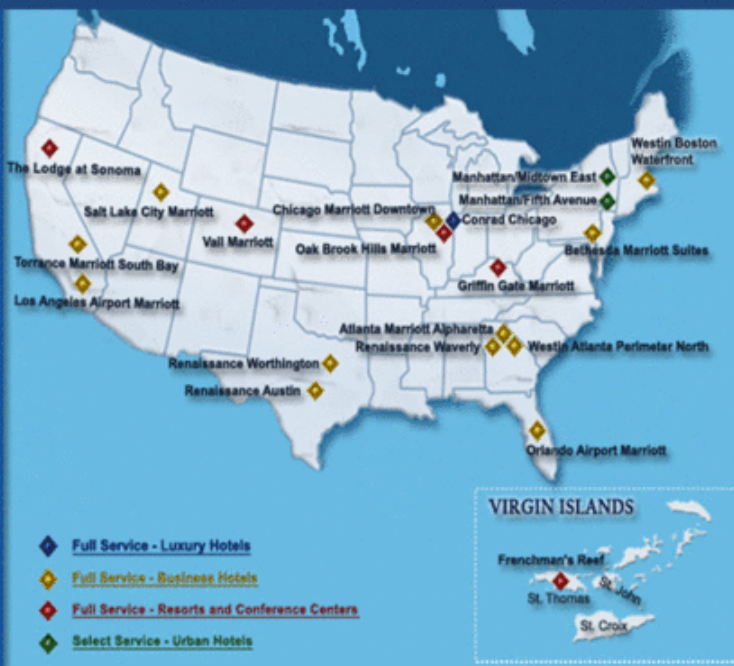 Westin Boston
Waterfront
The Lodge at Sonoma
Manhattan/Midtown East
Manhattan/Fifth Avenue
Salt Lake City Marriott
Chicago Marriott Downtown
Conrad Chicago
Vail Marriott
Oak Brook Hills Marriott
Bethesda Marriott Suites
Torrance Marriott South Bay
Griffin Gate Marriott
Los Angeles Airport Marriott
Atlanta Marriott Alpharetta
Renaissance Waverly
Westin Atlanta Perimeter North
Renaissance Worthington
Renaissance Austin
Orlando Airport Marriott
VIRGIN ISLANDS
Frenchman's Reef
St. John
St. Thomas
St. Croix
Full Service - Luxury Hotels
Full Service - Business Hotels
Full Service - Resorts and Conference Centers
Select Service - Urban Hotels